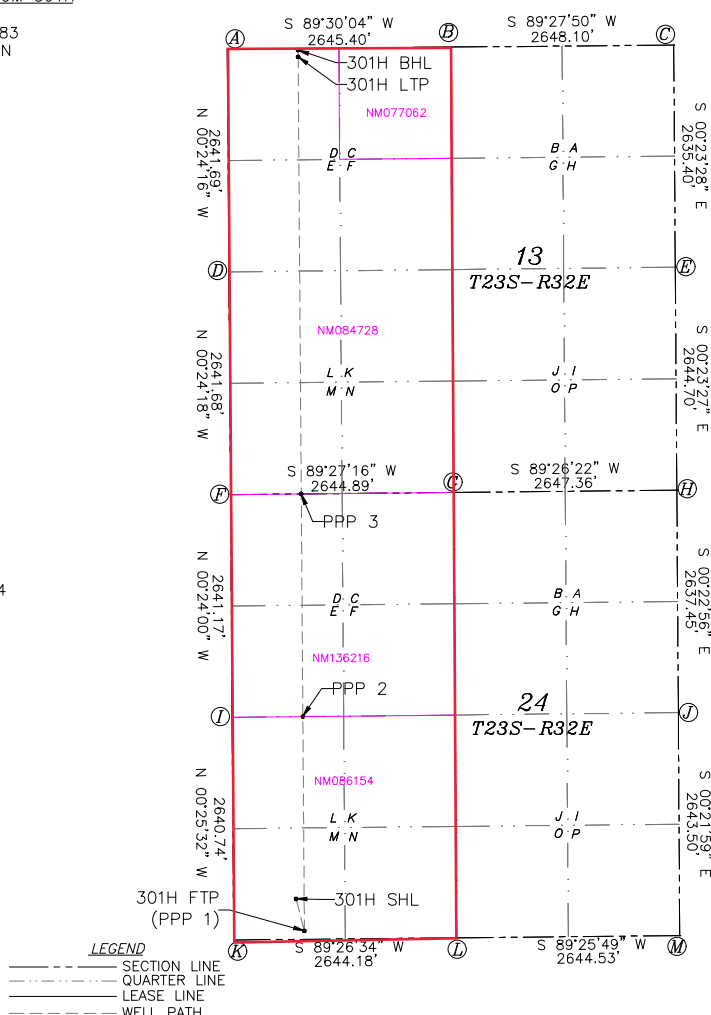 83
N
4
S 89°30'04" W
2645.40'
S 89°27'50" W
2648.10'
A
B
C
301H BHL
301H LTP
NM077062
N 00°24'16" W
2641.69'
S 00°23'28" E
2635.40'
D C
E F
B A
G H
13
T23S-R32E
D
E
NM084728
N 00°24'18" W
2641.68'
S 00°23'27" E
2644.70'
L K
M N
J I
O P
S 89°27'16" W
2644.89'
S 89°26'22" W
2647.36'
F
G
H
PPP 3
N 00°24'00" W
2641.17'
S 00°22'56" E
2637.45'
D C
E F
B A
G H
NM136216
PPP 2
24
T23S-R32E
I
J
NM086154
N 00°25'32" W
2640.74'
S 00°21'59" E
2643.50'
L K
M N
J I
O P
301H FTP
(PPP 1)
301H SHL
K
S 89°26'34" W
2644.18'
L
S 89°25'49" W
2644.53'
M
LEGEND
SECTION LINE
QUARTER LINE
LEASE LINE
WELL PATH